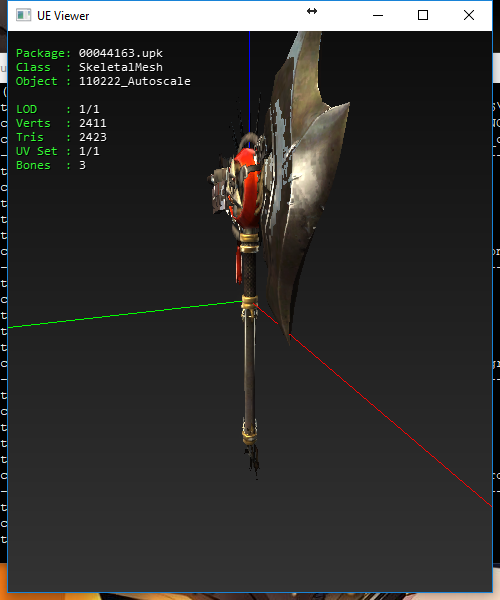 UE Viewer
Package: 00044163.upk
Class : SkeletalMesh
Object : 110222_Autoscale
LOD : 1/1
Verts : 2411
Tris : 2423
UV Set : 1/1
Bones : 3